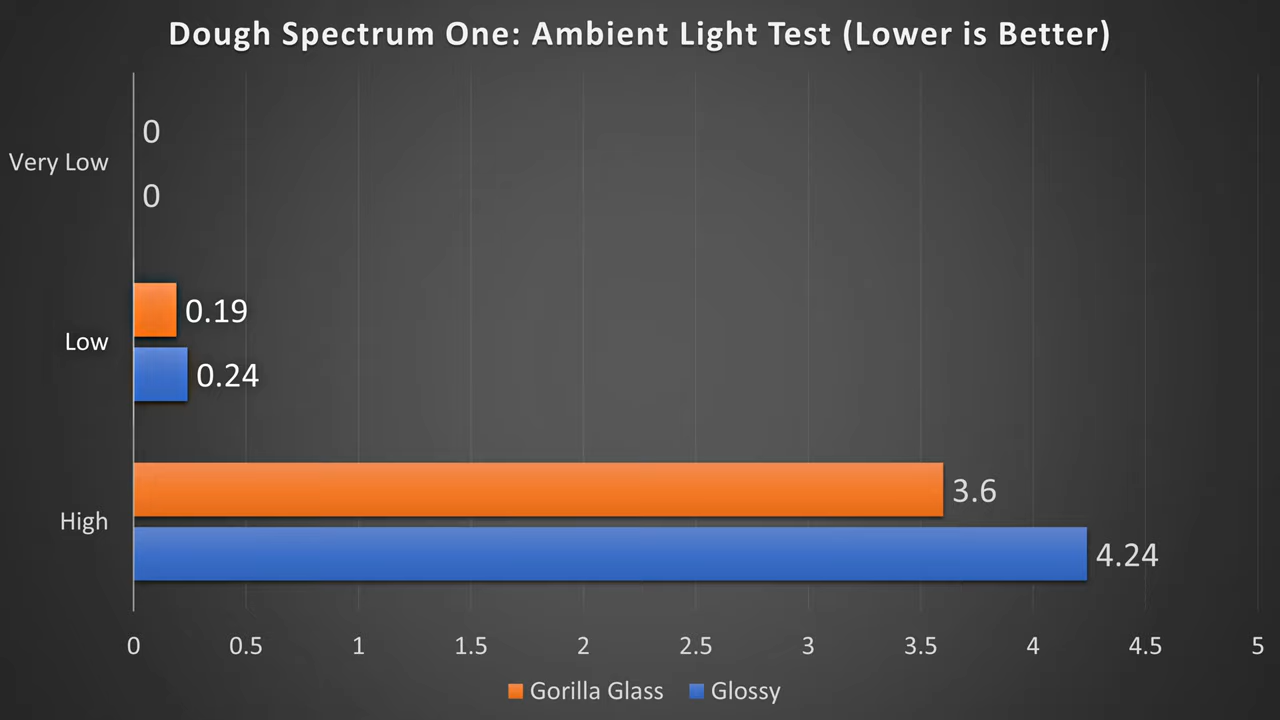 Dough Spectrum One: Ambient Light Test (Lower is Better)
0
Very Low
0
0.19
Low
0.24
3.6
High
4.24
0 0.5 1 1.5 2 2.5 3 3.5 4 4.5 5
Gorilla Glass Glossy